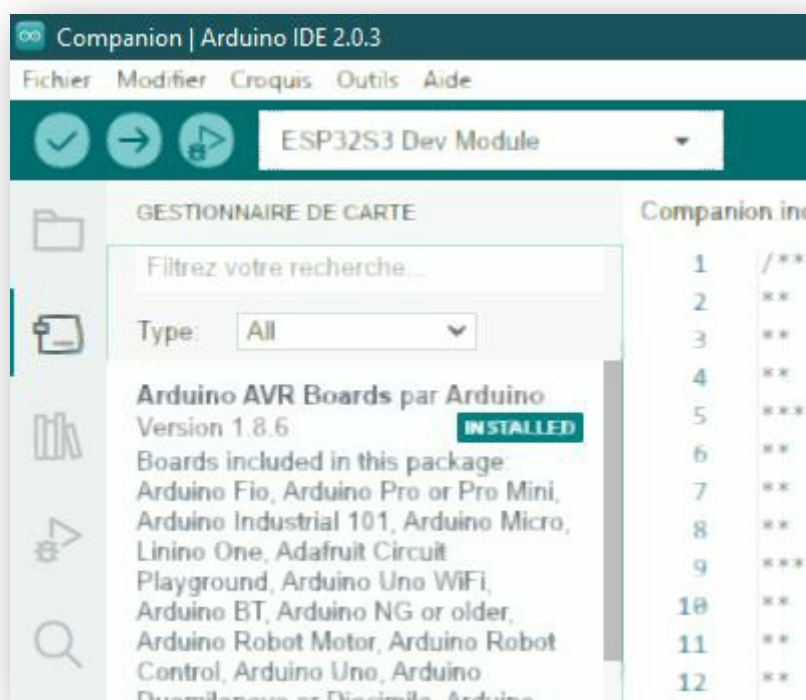 Companion | Arduino IDE 2.0.3
Fichier Modifier Croquis Outils Aide
ESP32S3 Dev Module
GESTIONNAIRE DE CARTE
Filtrez votre recherche...
Type: All
Arduino AVR Boards par Arduino
Version 1.8.6
INSTALLED
Boards included in this package:
Arduino Fio, Arduino Pro or Pro Mini,
Arduino Industrial 101, Arduino Micro,
Linino One, Adafruit Circuit
Playground, Arduino Uno WiFi,
Arduino BT, Arduino NG or older,
Arduino Robot Motor, Arduino Robot
Control, Arduino Uno, Arduino
Companion
1 /**
2 **
3 **
4 **
5 ***
6 **
7 **
8 **
9 ***
10 **
11 **
12 **